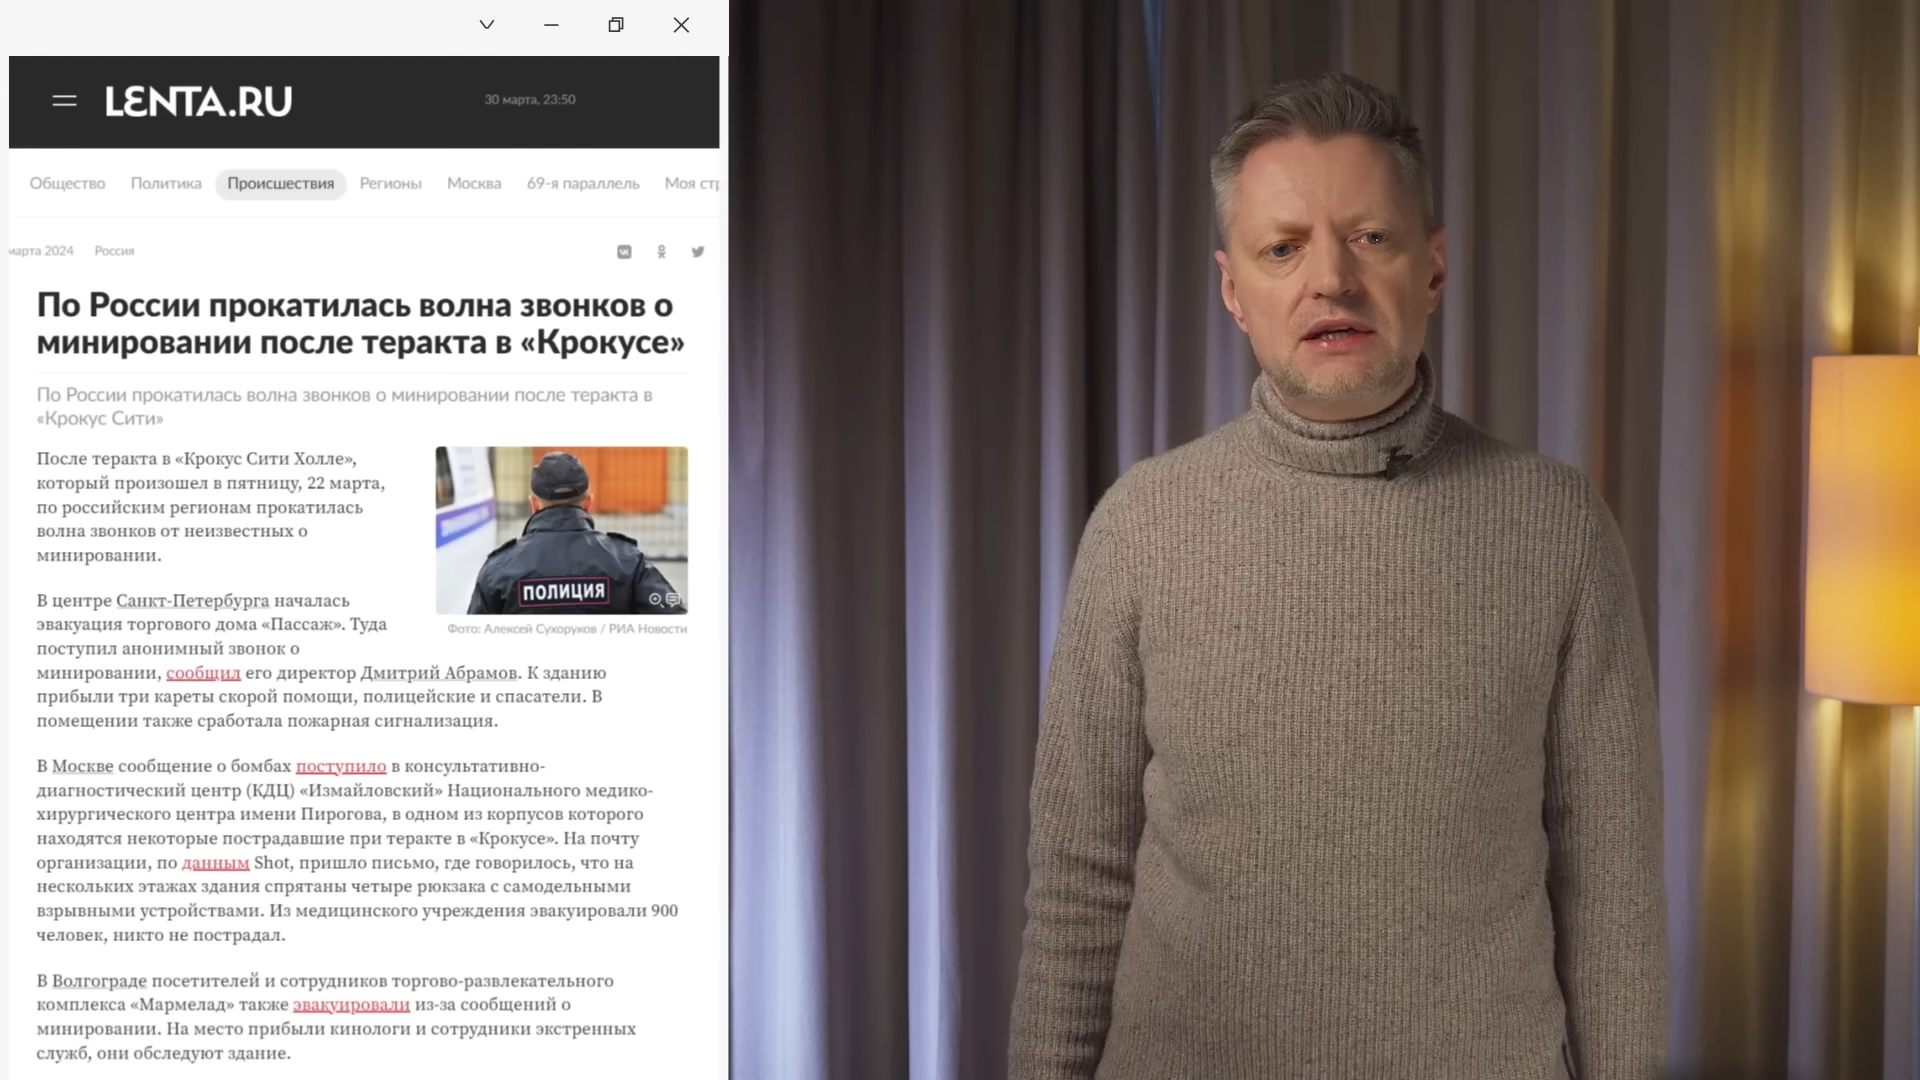 LENTA.RU
30 марта, 23:50
Общество Политика Происшествия Регионы Москва 69-я параллель Моя стр
марта 2024 Россия
По России прокатилась волна звонков о
минировании после теракта в «Крокусе»
По России прокатилась волна звонков о минировании после теракта в
«Крокус Сити»
После теракта в «Крокус Сити Холле»,
который произошел в пятницу, 22 марта,
по российским регионам прокатилась
волна звонков от неизвестных о
минировании.
ПОЛИЦИЯ
Фото: Алексей Сухоруков / РИА Новости
В центре Санкт-Петербурга началась
эвакуация торгового дома «Пассаж». Туда
поступил анонимный звонок о
минировании, сообщил его директор Дмитрий Абрамов. К зданию
прибыли три кареты скорой помощи, полицейские и спасатели. В
помещении также сработала пожарная сигнализация.
В Москве сообщение о бомбах поступило в консультативно-
диагностический центр (КДЦ) «Измайловский» Национального медико-
хирургического центра имени Пирогова, в одном из корпусов которого
находятся некоторые пострадавшие при теракте в «Крокусе». На почту
организации, по данным Shot, пришло письмо, где говорилось, что на
нескольких этажах здания спрятаны четыре рюкзака с самодельными
взрывными устройствами. Из медицинского учреждения эвакуировали 900
человек, никто не пострадал.
В Волгограде посетителей и сотрудников торгово-развлекательного
комплекса «Мармелад» также эвакуировали из-за сообщений о
минировании. На место прибыли кинологи и сотрудники экстренных
служб, они обследуют здание.